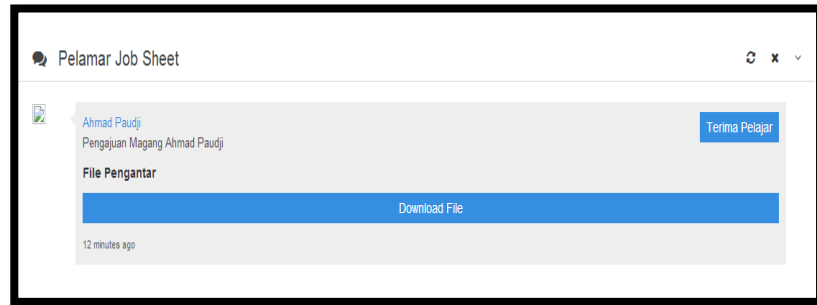 Pelamar Job Sheet
Ahmad Paudji
Terima Pelajar
Pengajuan Magang Ahmad Paudji
File Pengantar
Download File
12 minutes ago